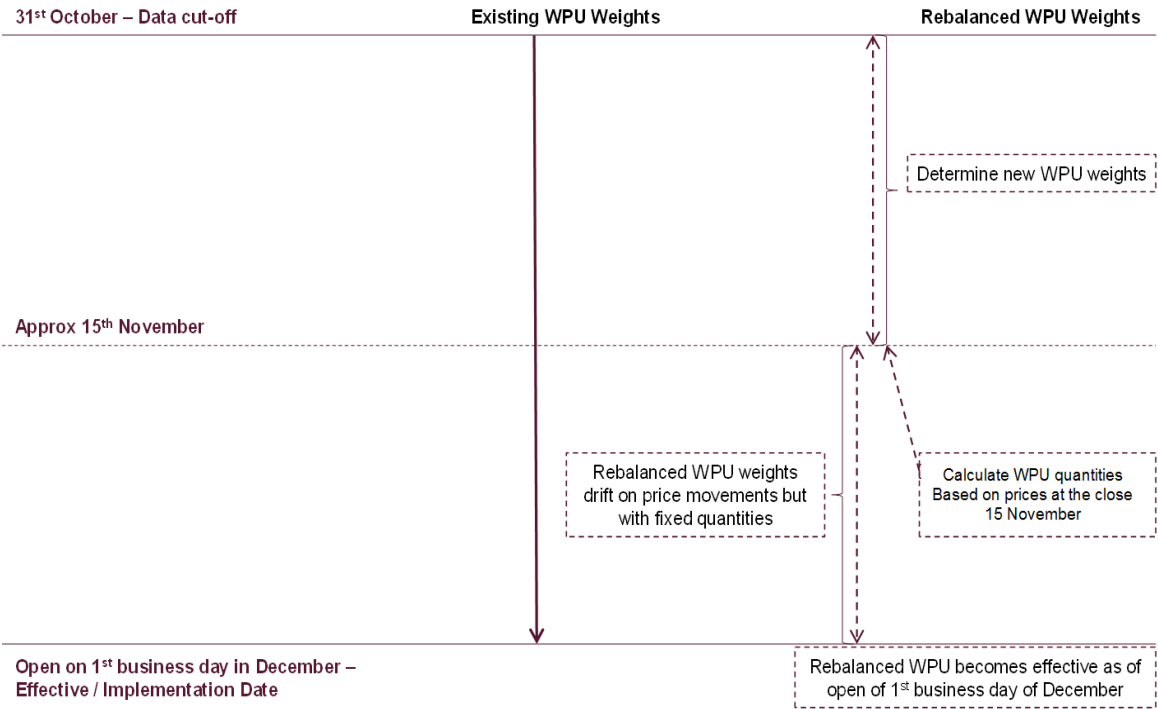 31st October – Data cut-off
Existing WPU Weights
Rebalanced WPU Weights
Determine new WPU weights
Approx 15th November
Rebalanced WPU weights
drift on price movements but
with fixed quantities
Calculate WPU quantities
Based on prices at the close
15 November
Open on 1st business day in December –
Effective / Implementation Date
Rebalanced WPU becomes effective as of
open of 1st business day of December